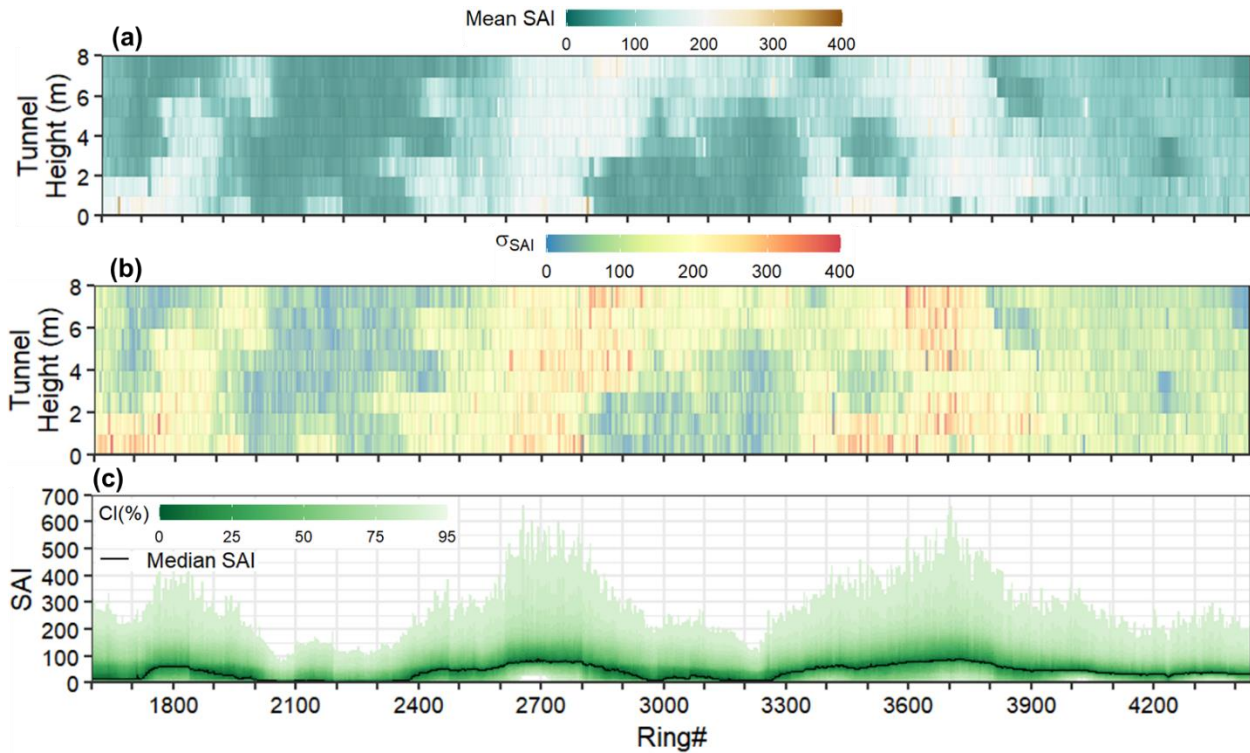 (a)
Mean SAI
0 100 200 300 400
Tunnel
Height (m)
8
6
4
2
0
(b)
σSAI
0 100 200 300 400
Tunnel
Height (m)
8
6
4
2
0
(c)
CI(%)
0 25 50 75 95
Median SAI
SAI
700
600
500
400
300
200
100
0
1800 2100 2400 2700 3000 3300 3600 3900 4200
Ring#